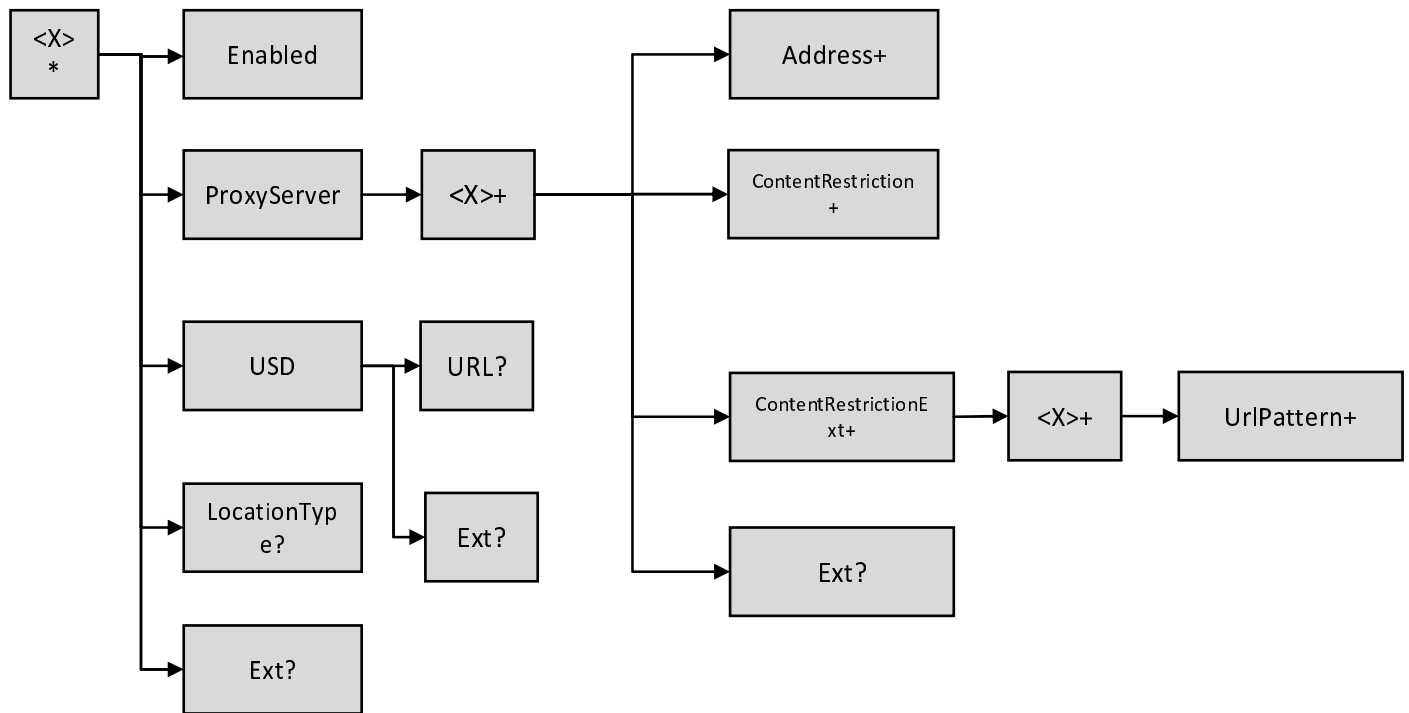 <X>
*
Enabled
Address+
ProxyServer
<X>+
ContentRestriction
+
USD
URL?
ContentRestrictionE
xt+
<X>+
UrlPattern+
LocationTyp
e?
Ext?
Ext?
Ext?